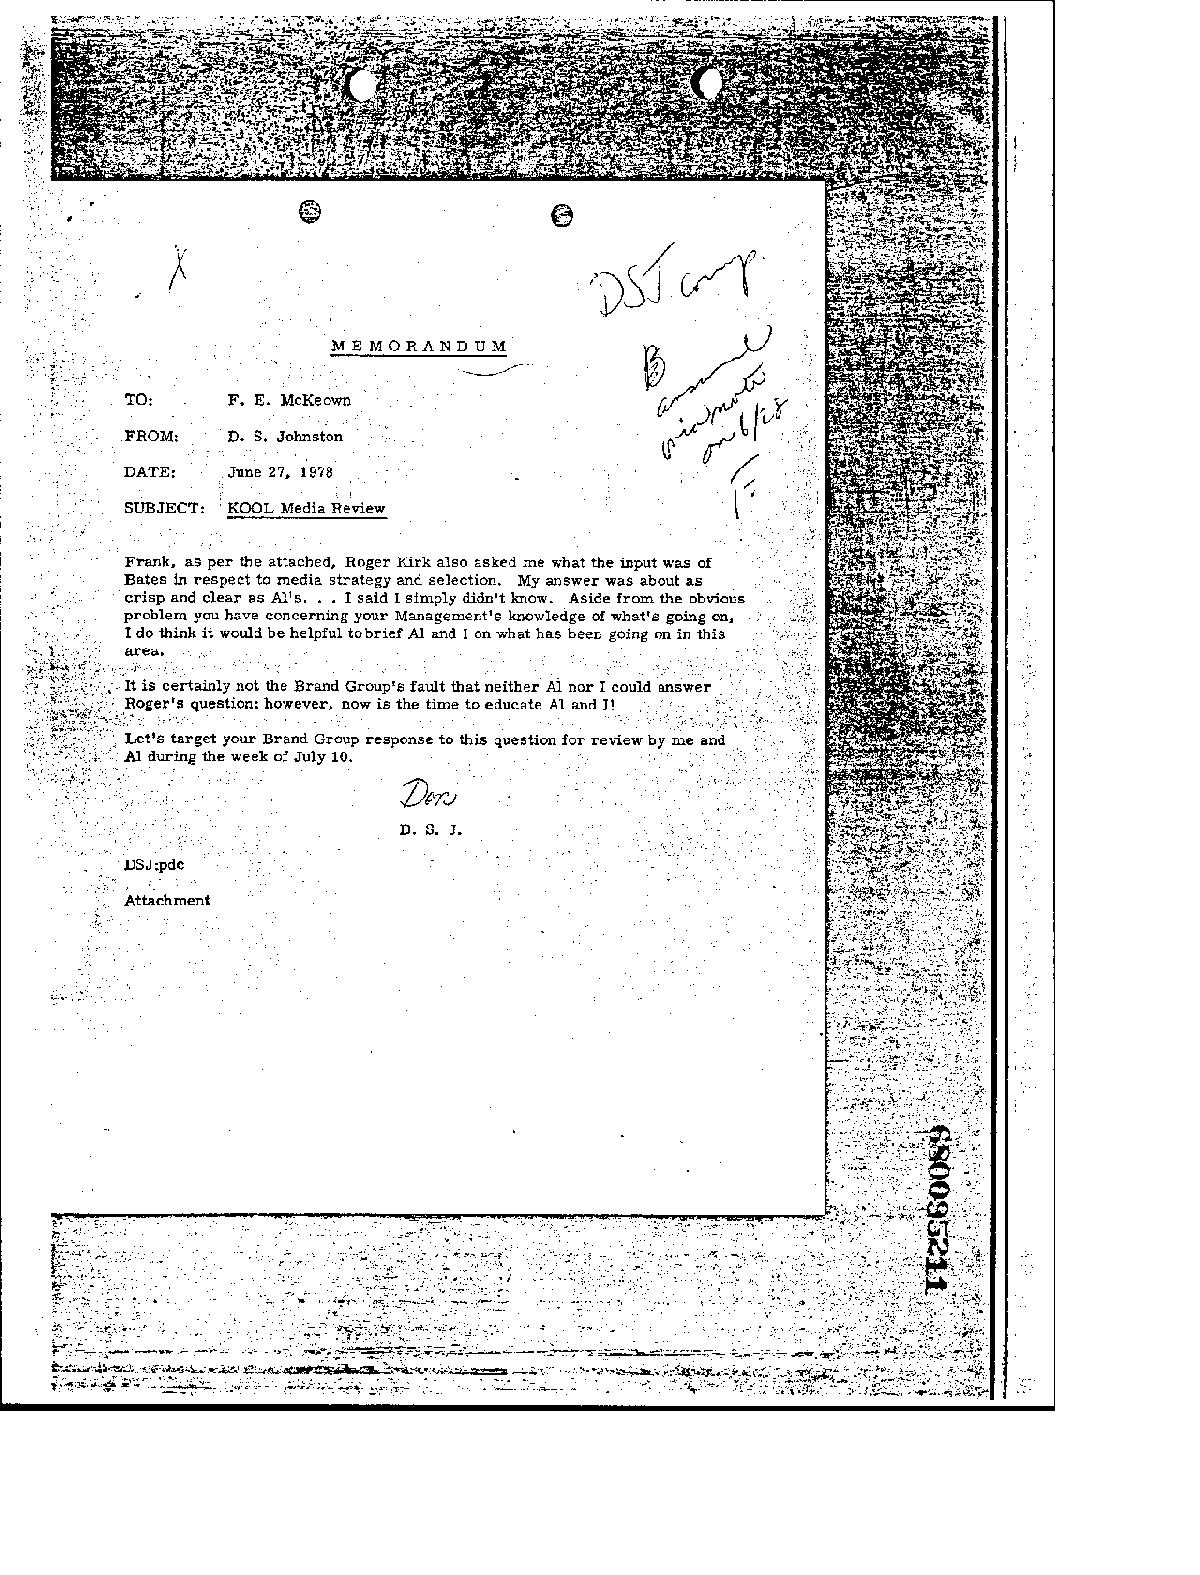 X
DSJ comp.
MEMORANDUM
B
answered
via note
on 6/28
F
TO: F. E. McKeown
FROM: D. S. Johnston
DATE: June 27, 1978
SUBJECT: KOOL Media Review
Frank, as per the attached, Roger Kirk also asked me what the input was of
Bates in respect to media strategy and selection. My answer was about as
crisp and clear as Al's. . . I said I simply didn't know. Aside from the obvious
problem you have concerning your Management's knowledge of what's going on,
I do think it would be helpful to brief Al and I on what has been going on in this
area.
It is certainly not the Brand Group's fault that neither Al nor I could answer
Roger's question; however, now is the time to educate Al and I!
Let's target your Brand Group response to this question for review by me and
Al during the week of July 10.
Don
D. S. J.
DSJ:pdc
Attachment
680095211